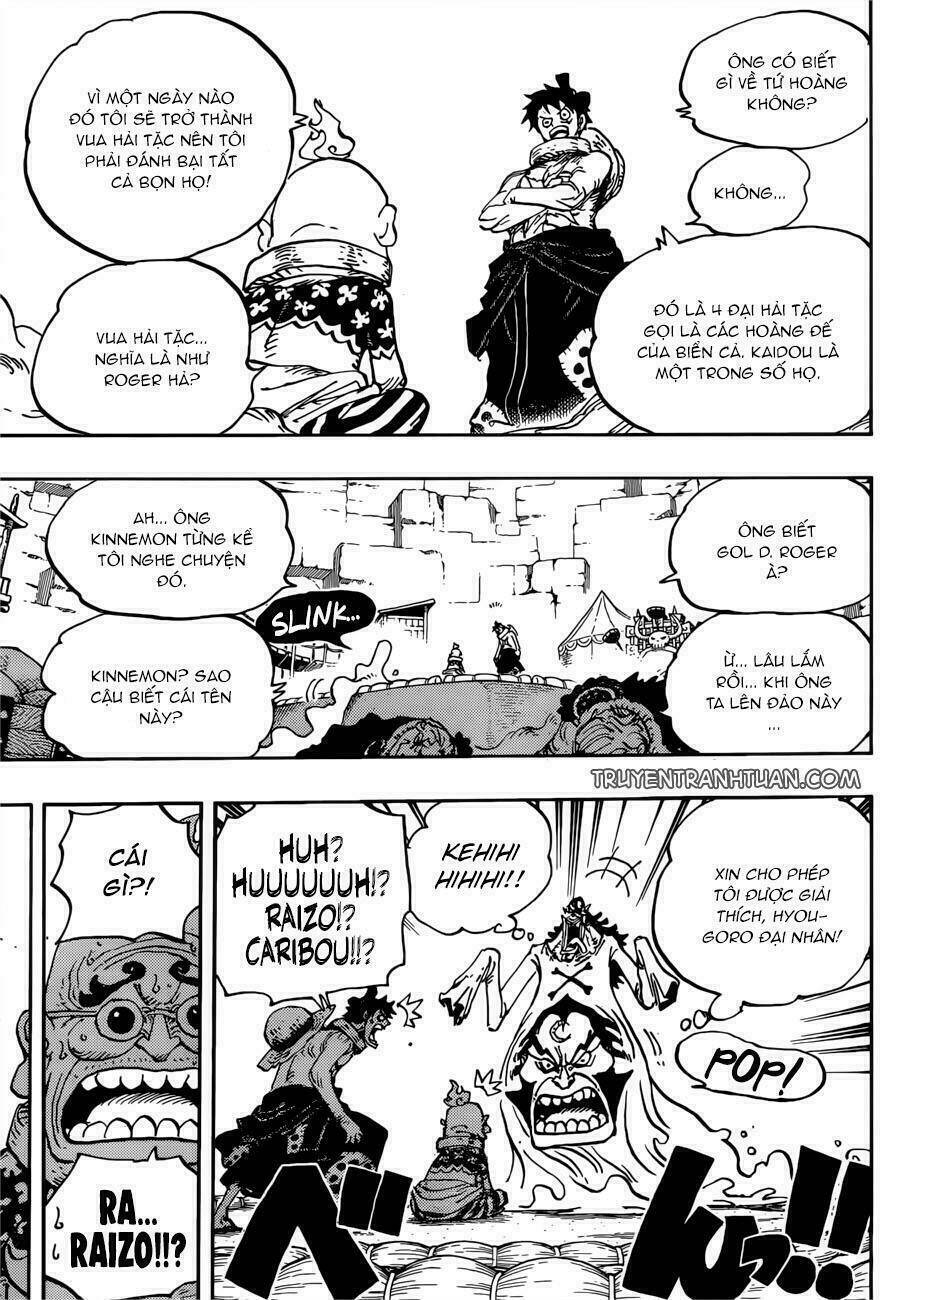 ÔNG CÓ BIẾT
GÌ VỀ TỨ HOÀNG
KHÔNG?
KHÔNG...
ĐÓ LÀ 4 ĐẠI HẢI TẶC
GỌI LÀ CÁC HOÀNG ĐẾ
CỦA BIỂN CẢ. KAIDOU LÀ
MỘT TRONG SỐ HỌ.
VÌ MỘT NGÀY NÀO
ĐÓ TÔI SẼ TRỞ THÀNH
VUA HẢI TẶC NÊN TÔI
PHẢI ĐÁNH BẠI TẤT
CẢ BỌN HỌ!
VUA HẢI TẶC...
NGHĨA LÀ NHƯ
ROGER HẢ?
ÔNG BIẾT
GOL D. ROGER
À?
Ừ... LÂU LẮM
RỒI... KHI ÔNG
TA LÊN ĐẢO NÀY
...
AH... ÔNG
KINNEMON TỪNG KỂ
TÔI NGHE CHUYỆN
ĐÓ.
SLINK...
KINNEMON? SAO
CẬU BIẾT CÁI TÊN
NÀY?
TRUYENTRANHTUAN.COM
XIN CHO PHÉP
TÔI ĐƯỢC GIẢI
THÍCH, HYOU-
GORO ĐẠI NHÂN!
POP!
KEHIHI
HIHIHI!!
HUH?
HUUUUUUH!?
RAIZO!?
CARIBOU!!?
べんっ!!!
CÁI
GÌ?!
RA...
RAIZO!!?